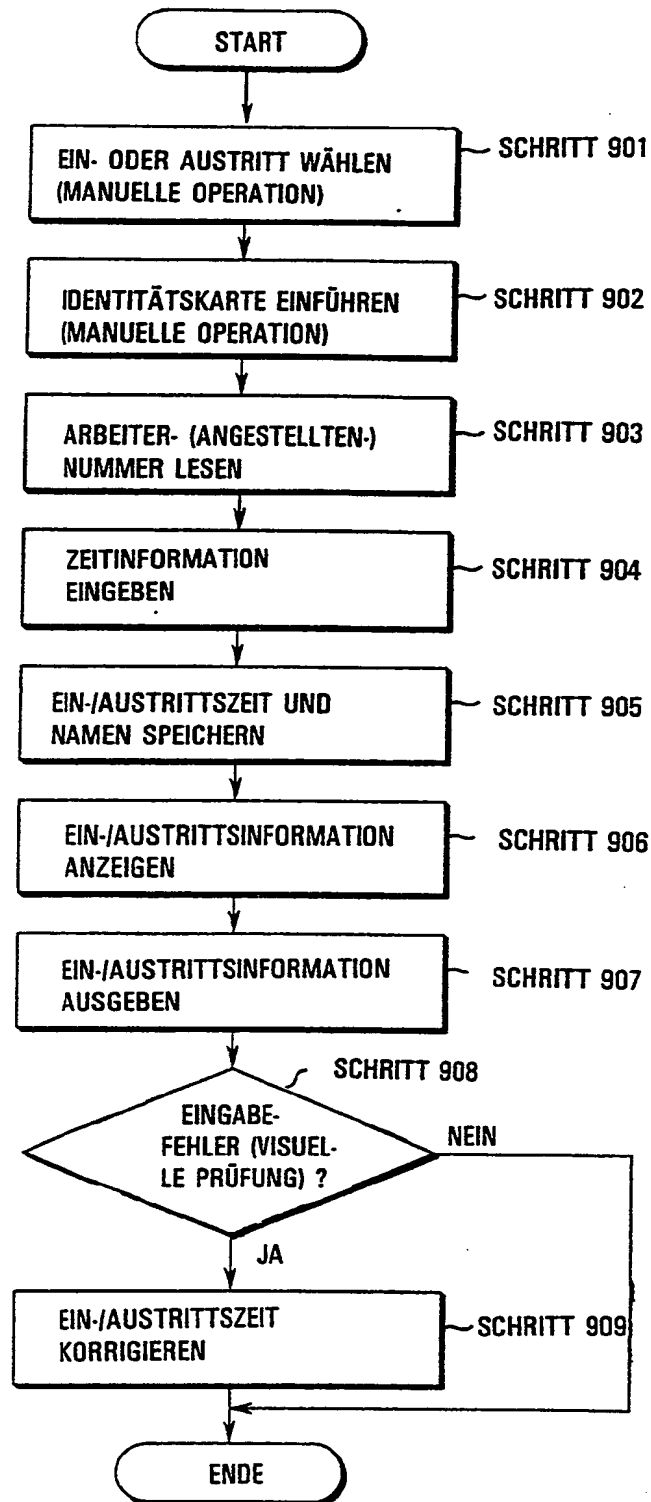 START
EIN- ODER AUSTRITT WÄHLEN
(MANUELLE OPERATION)
SCHRITT 901
IDENTITÄTSKARTE EINFÜHREN
(MANUELLE OPERATION)
SCHRITT 902
ARBEITER- (ANGESTELLTEN-)
NUMMER LESEN
SCHRITT 903
ZEITINFORMATION
EINGEBEN
SCHRITT 904
EIN-/AUSTRITTSZEIT UND
NAMEN SPEICHERN
SCHRITT 905
EIN-/AUSTRITTSINFORMATION
ANZEIGEN
SCHRITT 906
EIN-/AUSTRITTSINFORMATION
AUSGEBEN
SCHRITT 907
SCHRITT 908
EINGABE-
FEHLER (VISUEL-
LE PRÜFUNG) ?
NEIN
JA
EIN-/AUSTRITTSZEIT
KORRIGIEREN
SCHRITT 909
ENDE